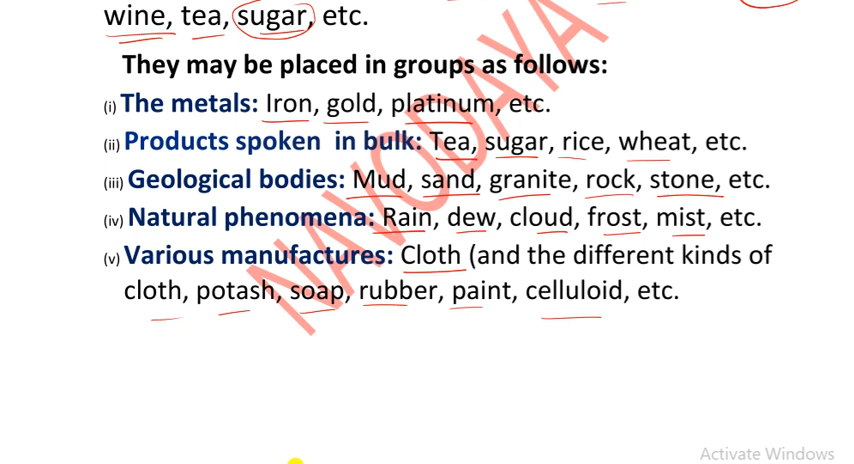 wine, tea, sugar, etc.
They may be placed in groups as follows:
(i) The metals: Iron, gold, platinum, etc.
(ii) Products spoken in bulk: Tea, sugar, rice, wheat, etc.
(iii) Geological bodies: Mud, sand, granite, rock, stone, etc.
(iv) Natural phenomena: Rain, dew, cloud, frost, mist, etc.
(v) Various manufactures: Cloth (and the different kinds of
cloth, potash, soap, rubber, paint, celluloid, etc.
NAVODAYA
Activate Windows